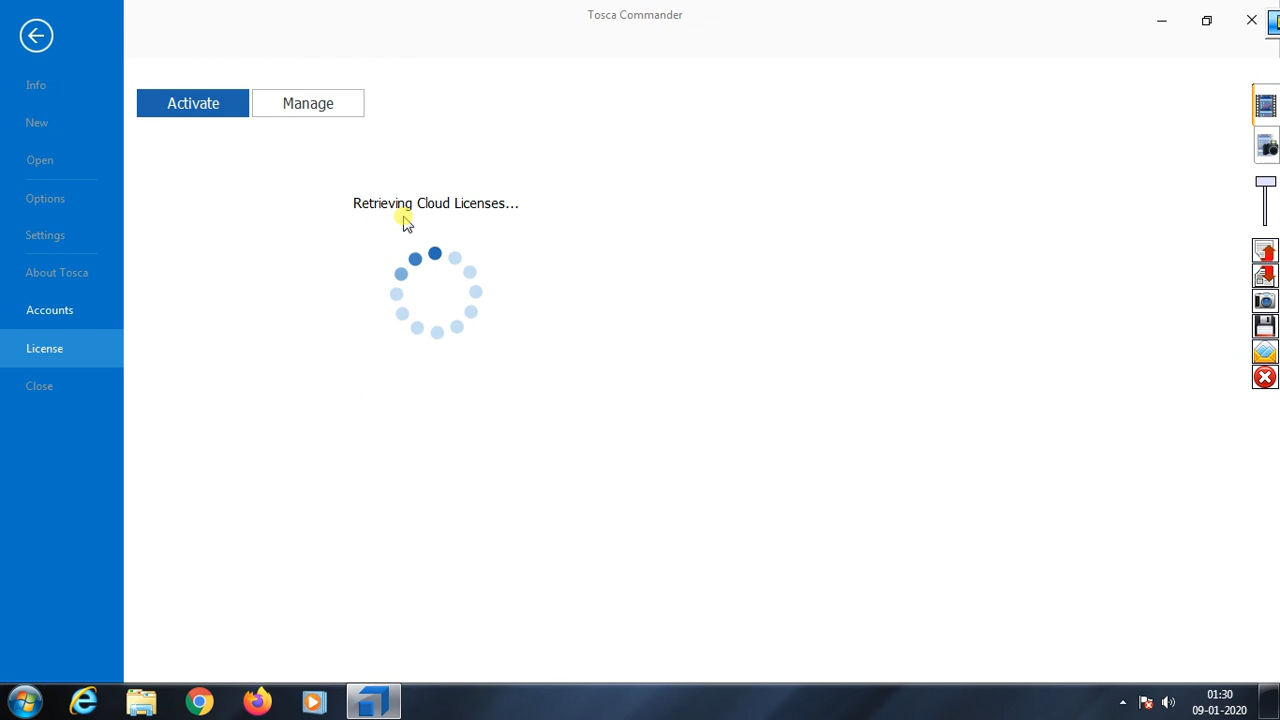 Tosca Commander
Info
New
Open
Options
Settings
About Tosca
Accounts
License
Close
Activate
Manage
Retrieving Cloud Licenses...
01:30
09-01-2020